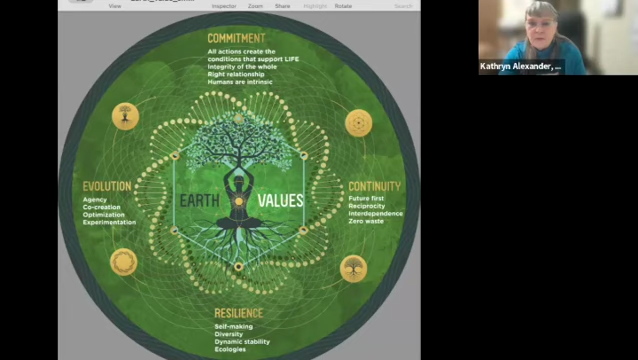 View Inspector Zoom Share Highlight Rotate Search
Kathryn Alexander, ...
COMMITMENT
All actions create the
conditions that support LIFE
Integrity of the whole
Right relationship
Humans are intrinsic
EVOLUTION
Agency
Co-creation
Optimization
Experimentation
EARTH VALUES
CONTINUITY
Future first
Reciprocity
Interdependence
Zero waste
RESILIENCE
Self-making
Diversity
Dynamic stability
Ecologies